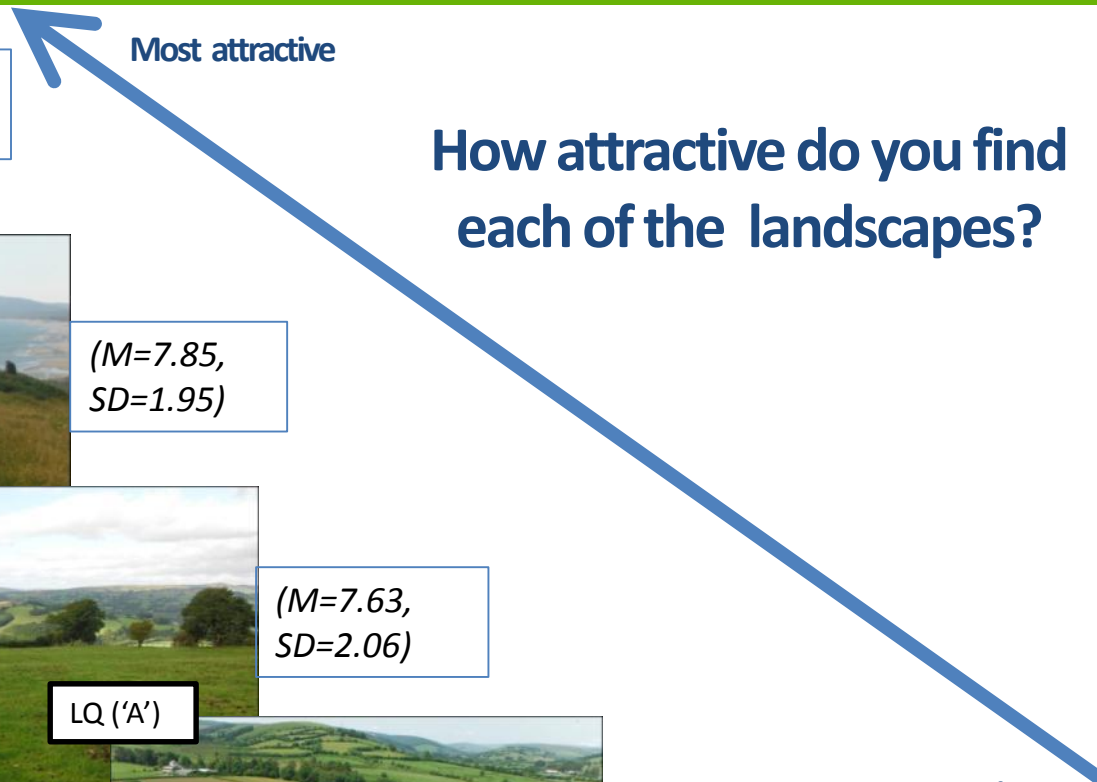 Most attractive
How attractive do you find
each of the landscapes?
(M=7.85,
SD=1.95)
(M=7.63,
SD=2.06)
LQ (‘A’)